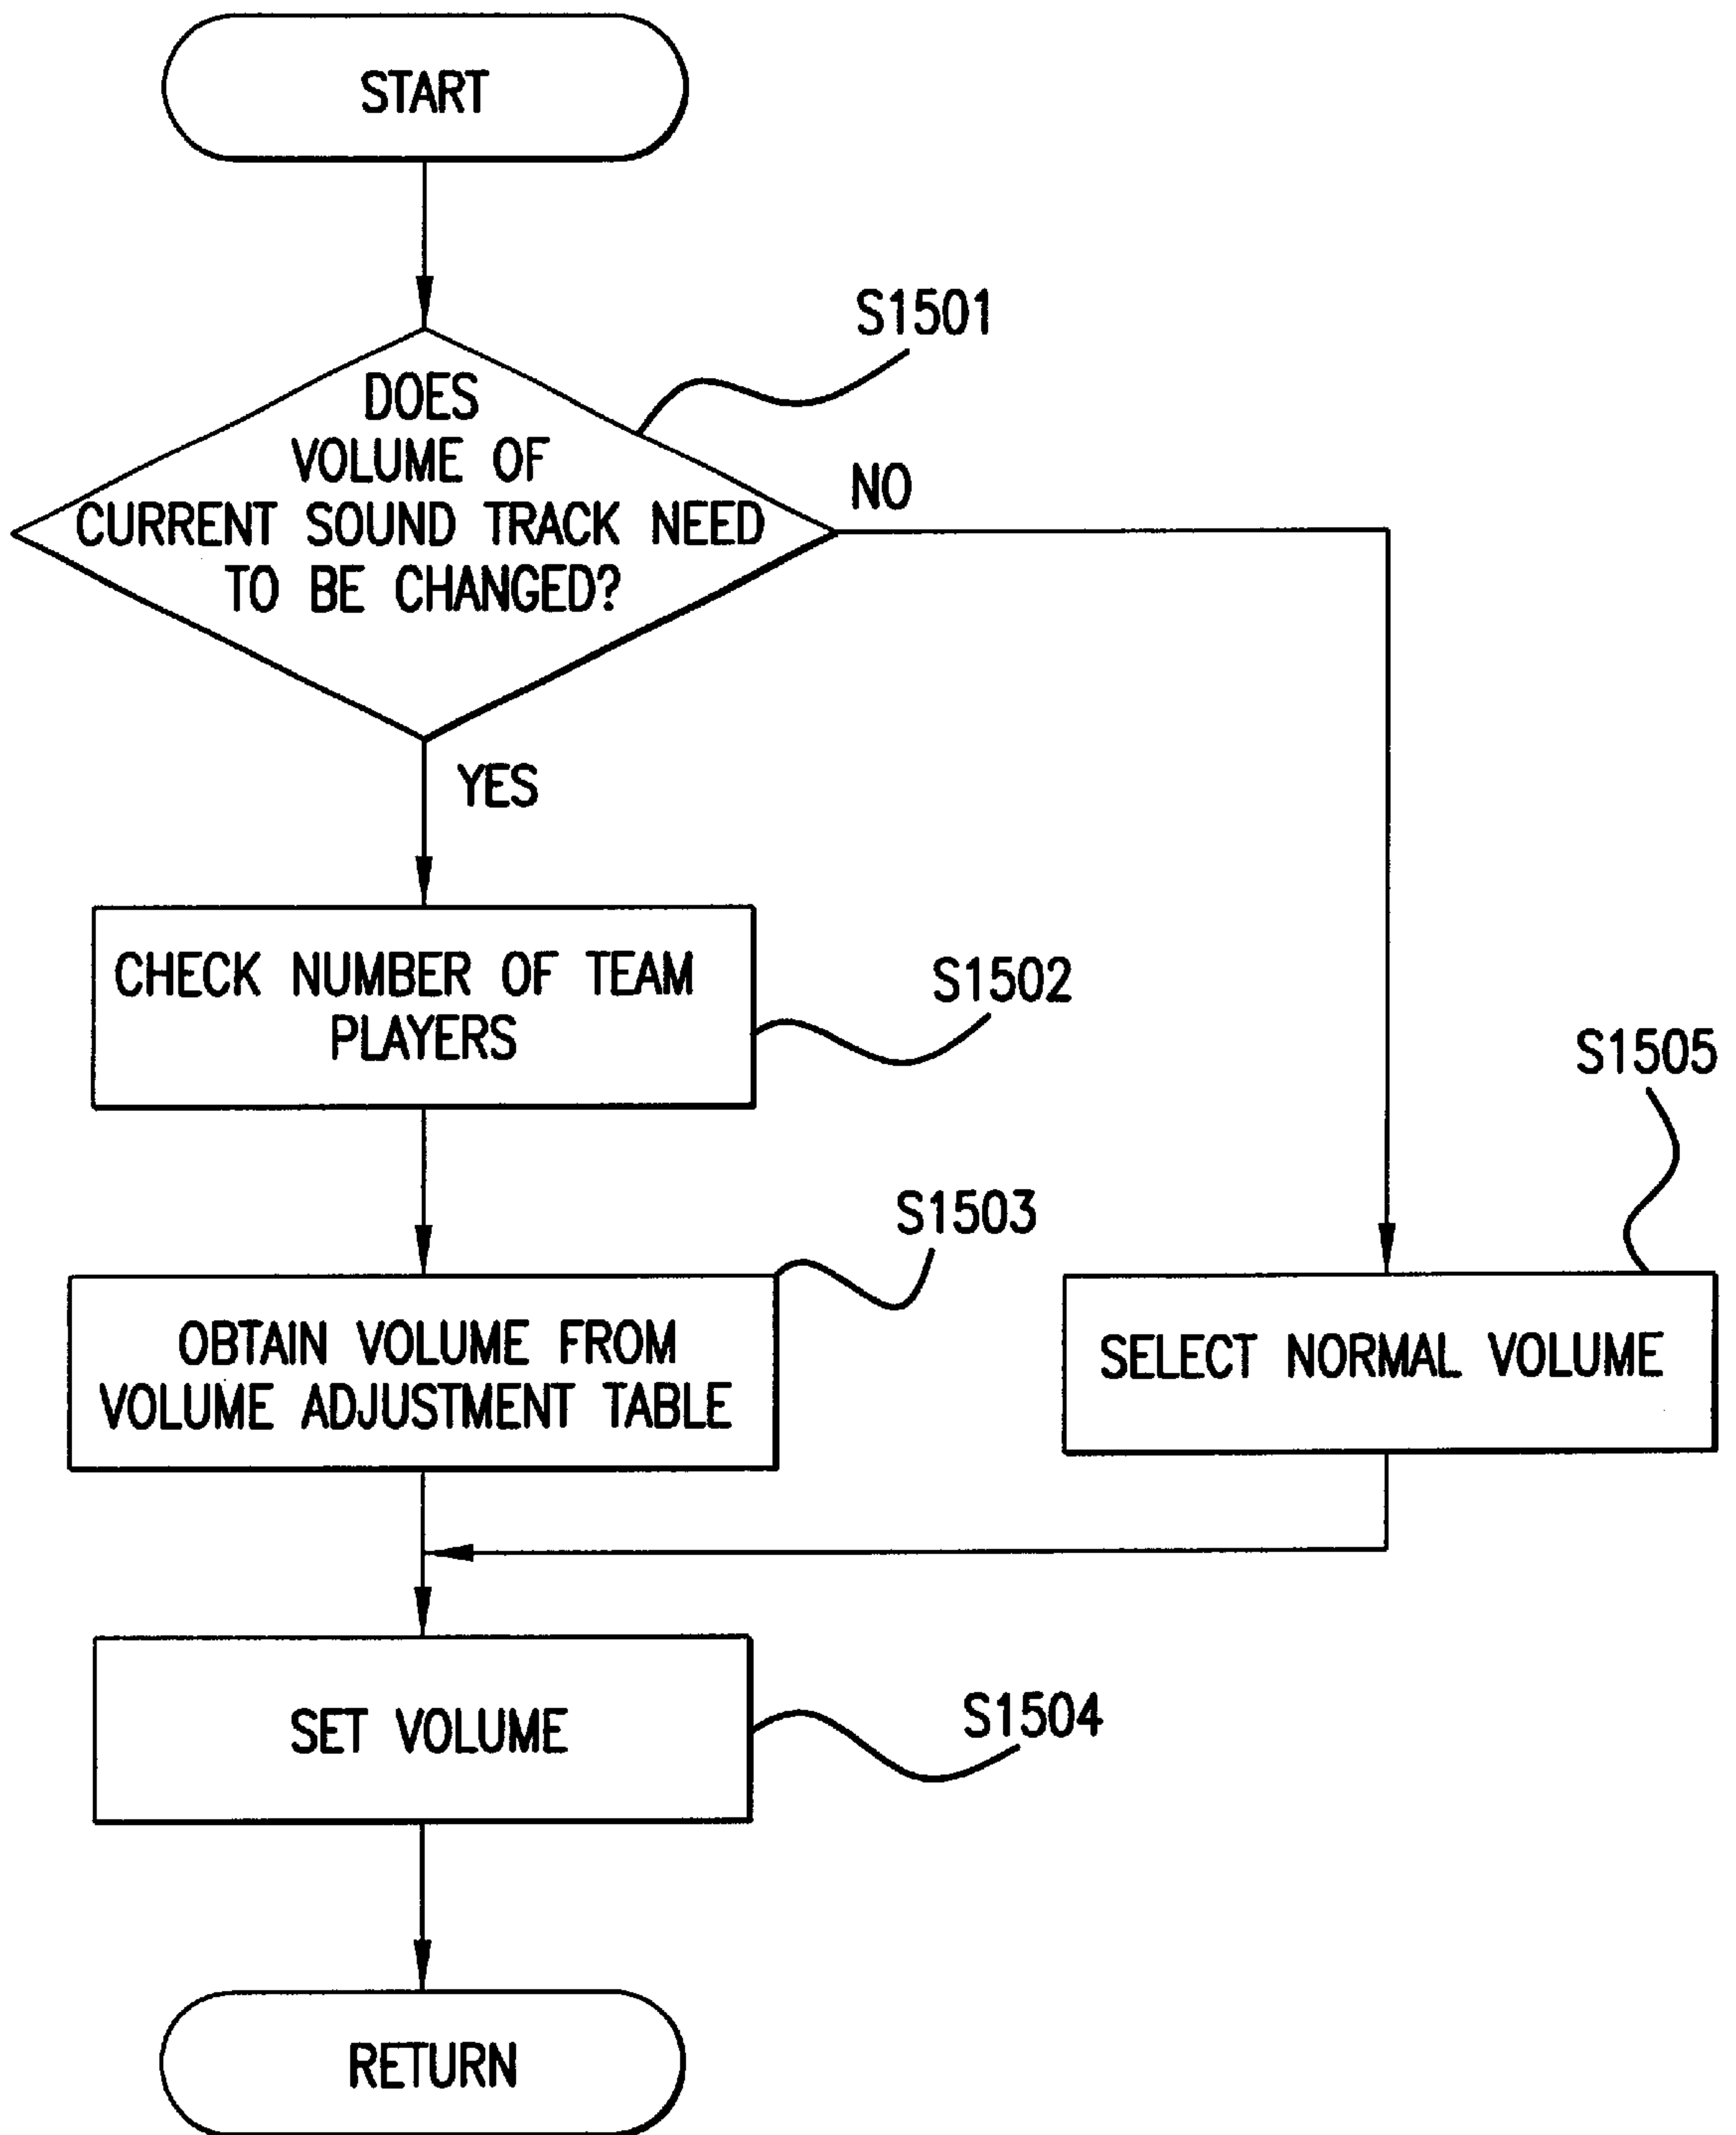 START
S1501
DOES
VOLUME OF
CURRENT SOUND TRACK NEED
TO BE CHANGED?
NO
YES
CHECK NUMBER OF TEAM
PLAYERS
S1502
S1505
S1503
OBTAIN VOLUME FROM
VOLUME ADJUSTMENT TABLE
SELECT NORMAL VOLUME
SET VOLUME
S1504
RETURN